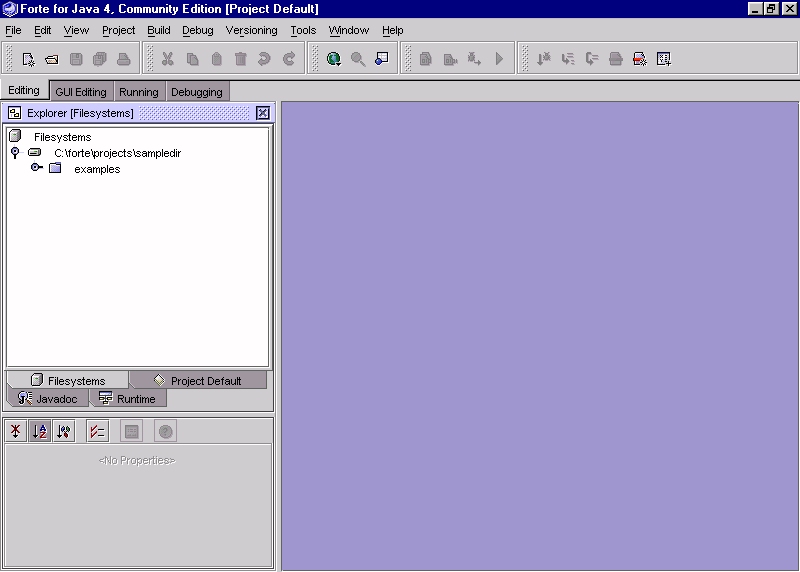 Forte for Java 4, Community Edition [Project Default]
File Edit View Project Build Debug Versioning Tools Window Help
Editing GUI Editing Running Debugging
Explorer [Filesystems]
Filesystems
C:\forte\projects\sampledir
examples
Filesystems Project Default
Javadoc Runtime
<No Properties>